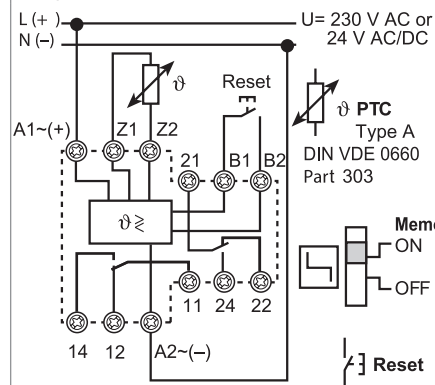 L (+)
U= 230 V AC or
N (–)
24 V AC/DC
ϑ
Reset
ϑ PTC
Type A
DIN VDE 0660
Part 303
A1~(+)
Z1
Z2
21
B1
B2
ϑ ≥
ON
OFF
11
24
22
14
12
A2~(–)
Reset